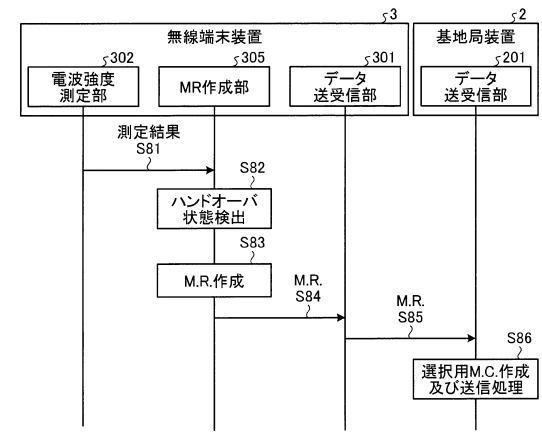 3
2
無線端末装置
基地局装置
302
305
301
201
電波強度
測定部
MR作成部
データ
送受信部
データ
送受信部
測定結果
S81
S82
ハンドオーバ
状態検出
S83
M.R.作成
M.R.
S84
M.R.
S85
S86
選択用M.C.作成
及び送信処理